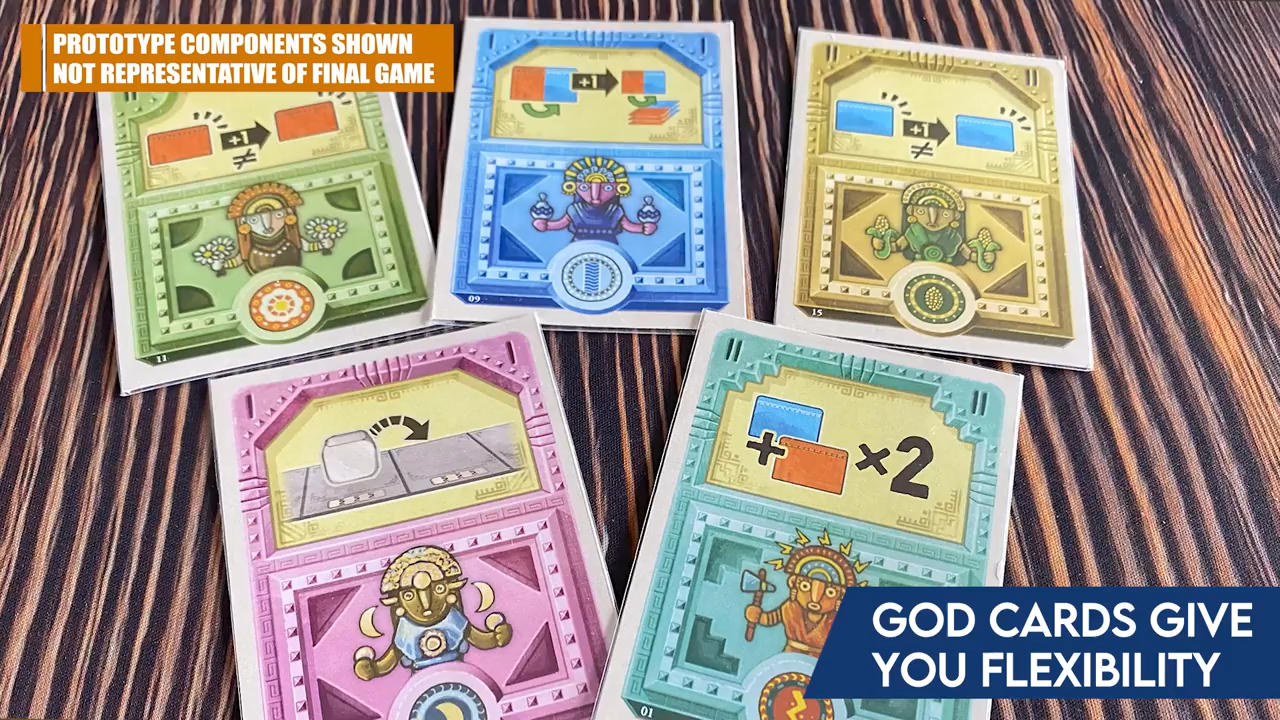 PROTOTYPE COMPONENTS SHOWN
NOT REPRESENTATIVE OF FINAL GAME
+1
≠
+1
+1
≠
11
09
15
+
×2
01
GOD CARDS GIVE
YOU FLEXIBILITY